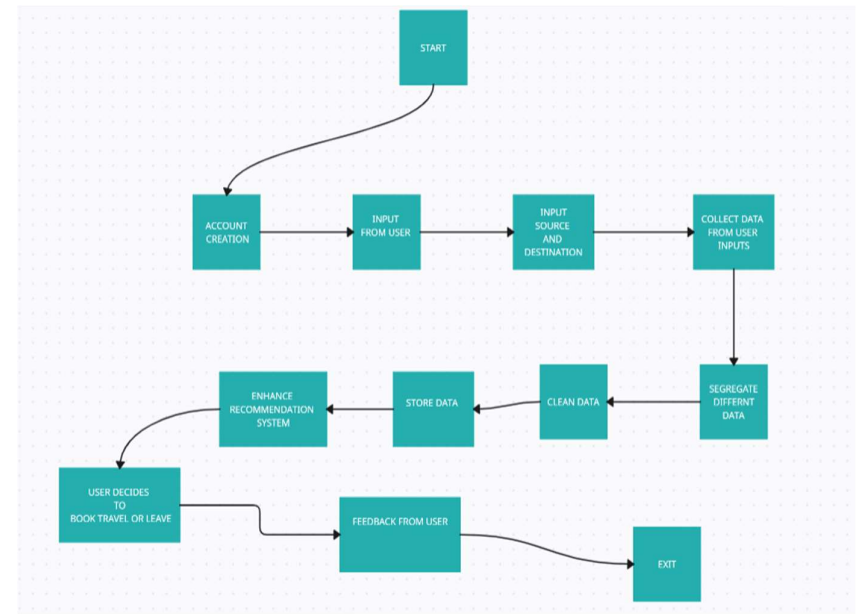 START
ACCOUNT
CREATION
INPUT
FROM USER
INPUT
SOURCE
AND
DESTINATION
COLLECT DATA
FROM USER
INPUTS
SEGREGATE
DIFFERNT
DATA
CLEAN DATA
STORE DATA
ENHANCE
RECOMMENDATION
SYSTEM
USER DECIDES
TO
BOOK TRAVEL OR LEAVE
FEEDBACK FROM USER
EXIT